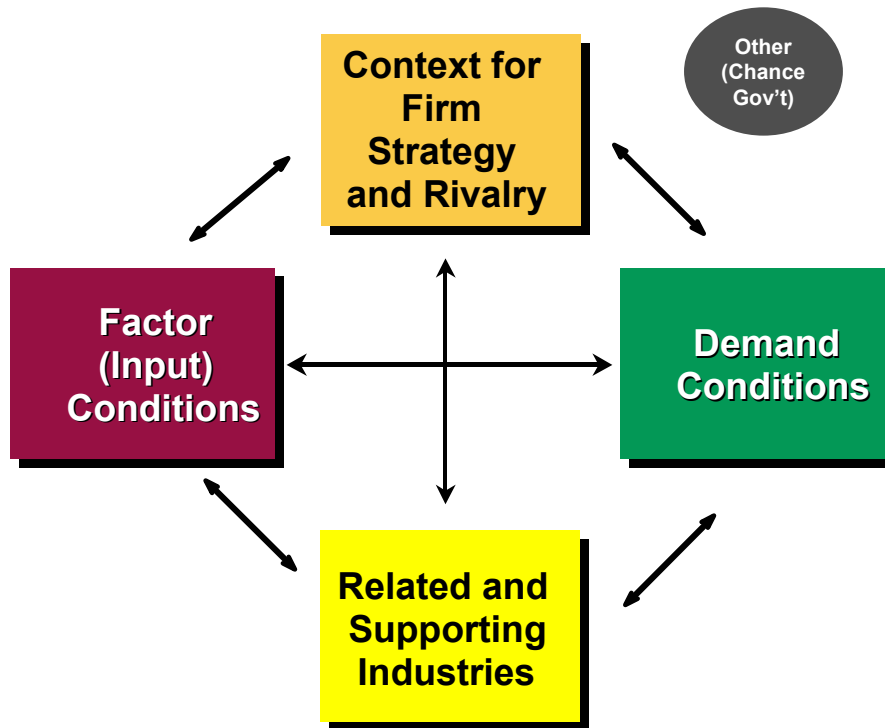 Context for
Firm
Strategy
and Rivalry
Other
(Chance
Gov’t)
Factor
(Input)
Conditions
Demand
Conditions
Related and
Supporting
Industries